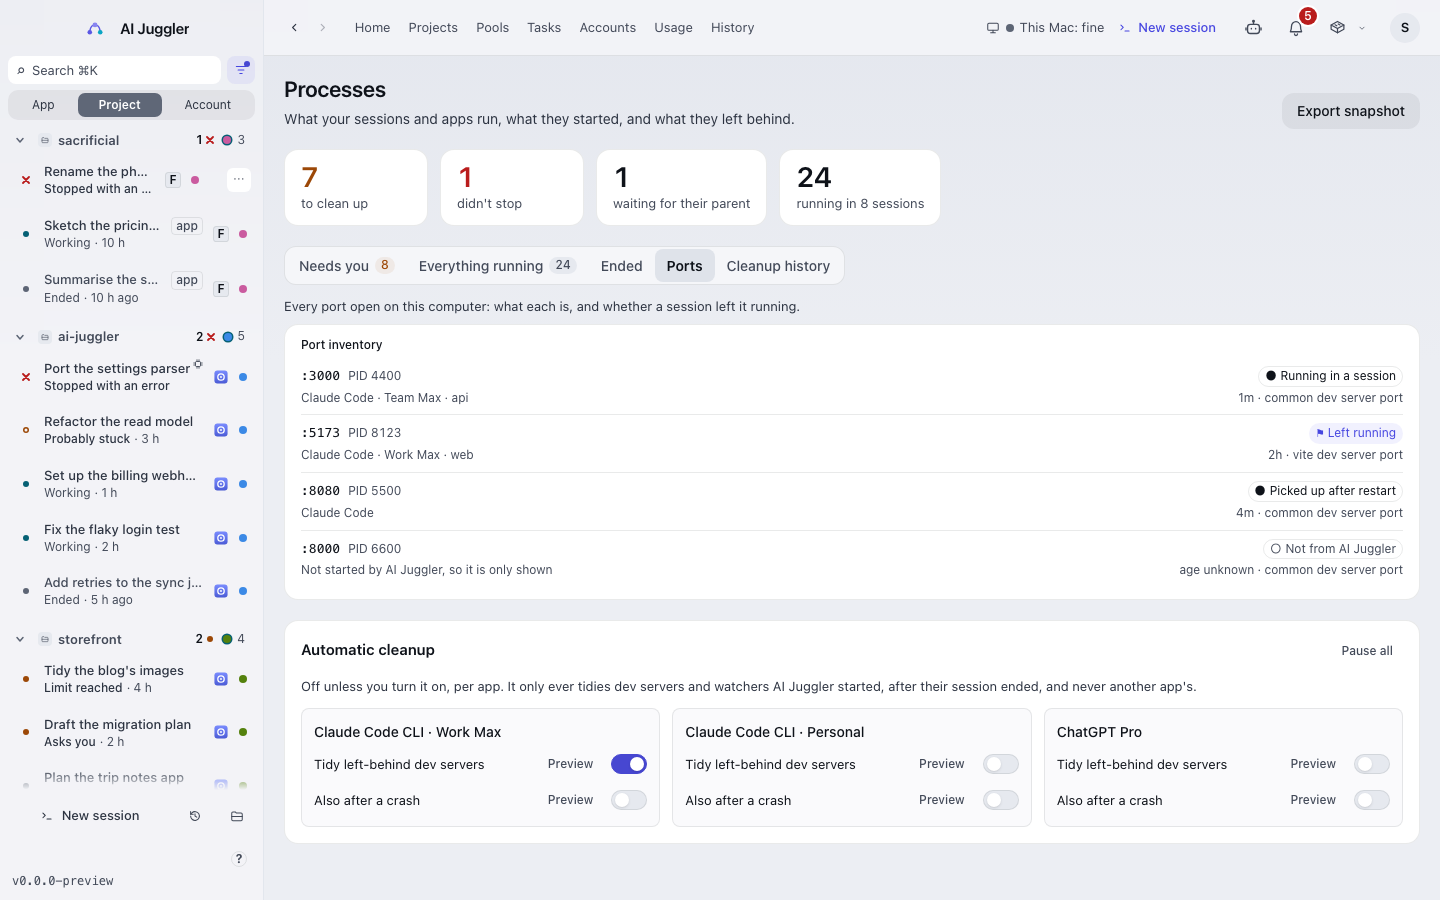 AI Juggler
Search ⌘K
App
Project
Account
sacrificial
1
3
Rename the ph...
Stopped with an ...
F
...
Sketch the pricin...
app
Working · 10 h
F
Summarise the s...
app
Ended · 10 h ago
F
ai-juggler
2
5
Port the settings parser
Stopped with an error
Refactor the read model
Probably stuck · 3 h
Set up the billing webh...
Working · 1 h
Fix the flaky login test
Working · 2 h
Add retries to the sync j...
Ended · 5 h ago
storefront
2
4
Tidy the blog's images
Limit reached · 4 h
Draft the migration plan
Asks you · 2 h
Plan the trip notes app
New session
?
v0.0.0-preview
Home
Projects
Pools
Tasks
Accounts
Usage
History
This Mac: fine
New session
5
S
Processes
What your sessions and apps run, what they started, and what they left behind.
Export snapshot
7
to clean up
1
didn't stop
1
waiting for their parent
24
running in 8 sessions
Needs you 8
Everything running 24
Ended
Ports
Cleanup history
Every port open on this computer: what each is, and whether a session left it running.
Port inventory
:3000 PID 4400
Running in a session
Claude Code · Team Max · api
1m · common dev server port
:5173 PID 8123
Left running
Claude Code · Work Max · web
2h · vite dev server port
:8080 PID 5500
Picked up after restart
Claude Code
4m · common dev server port
:8000 PID 6600
Not from AI Juggler
Not started by AI Juggler, so it is only shown
age unknown · common dev server port
Automatic cleanup
Pause all
Off unless you turn it on, per app. It only ever tidies dev servers and watchers AI Juggler started, after their session ended, and never another app's.
Claude Code CLI · Work Max
Tidy left-behind dev servers
Preview
Also after a crash
Preview
Claude Code CLI · Personal
Tidy left-behind dev servers
Preview
Also after a crash
Preview
ChatGPT Pro
Tidy left-behind dev servers
Preview
Also after a crash
Preview